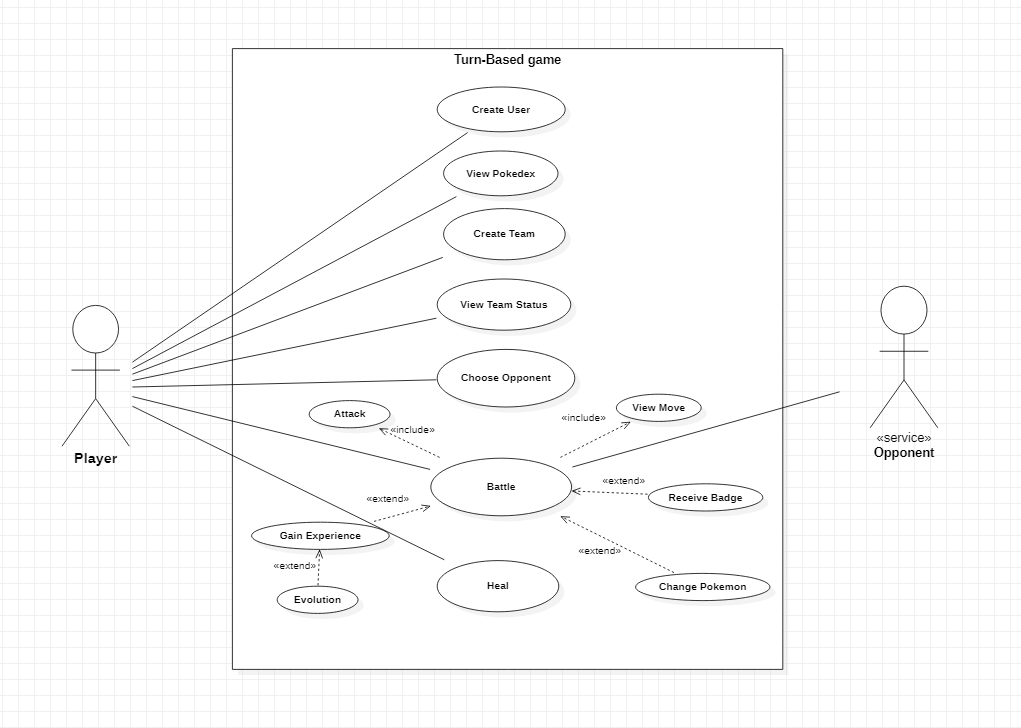 Turn-Based game
Create User
View Pokedex
Create Team
View Team Status
Choose Opponent
Attack
View Move
«include»
«include»
Player
«service»
Opponent
Battle
«extend»
Receive Badge
«extend»
Gain Experience
«extend»
«extend»
Heal
Change Pokemon
Evolution